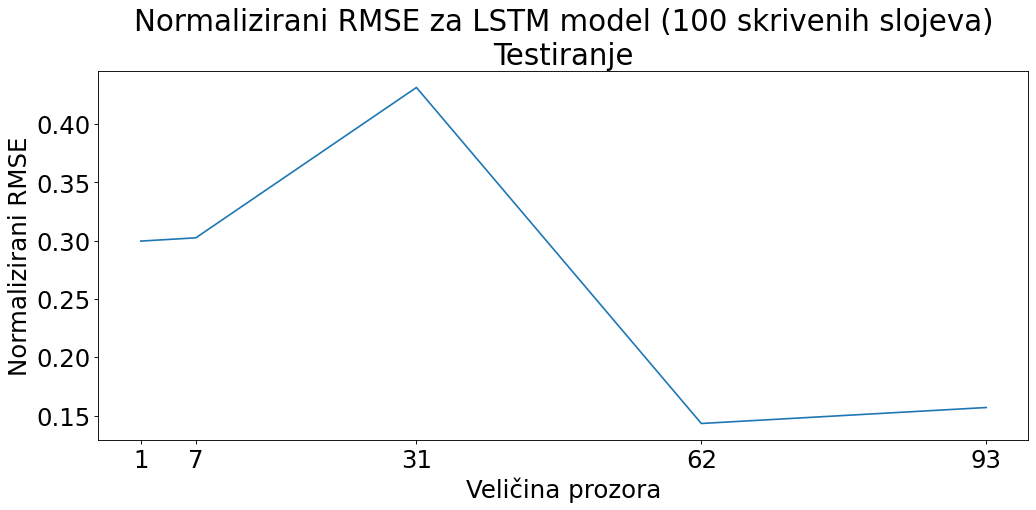 Normalizirani RMSE za LSTM model (100 skrivenih slojeva)
Testiranje
Normalizirani RMSE
0.40
0.35
0.30
0.25
0.20
0.15
1 7 31 62 93
Veličina prozora